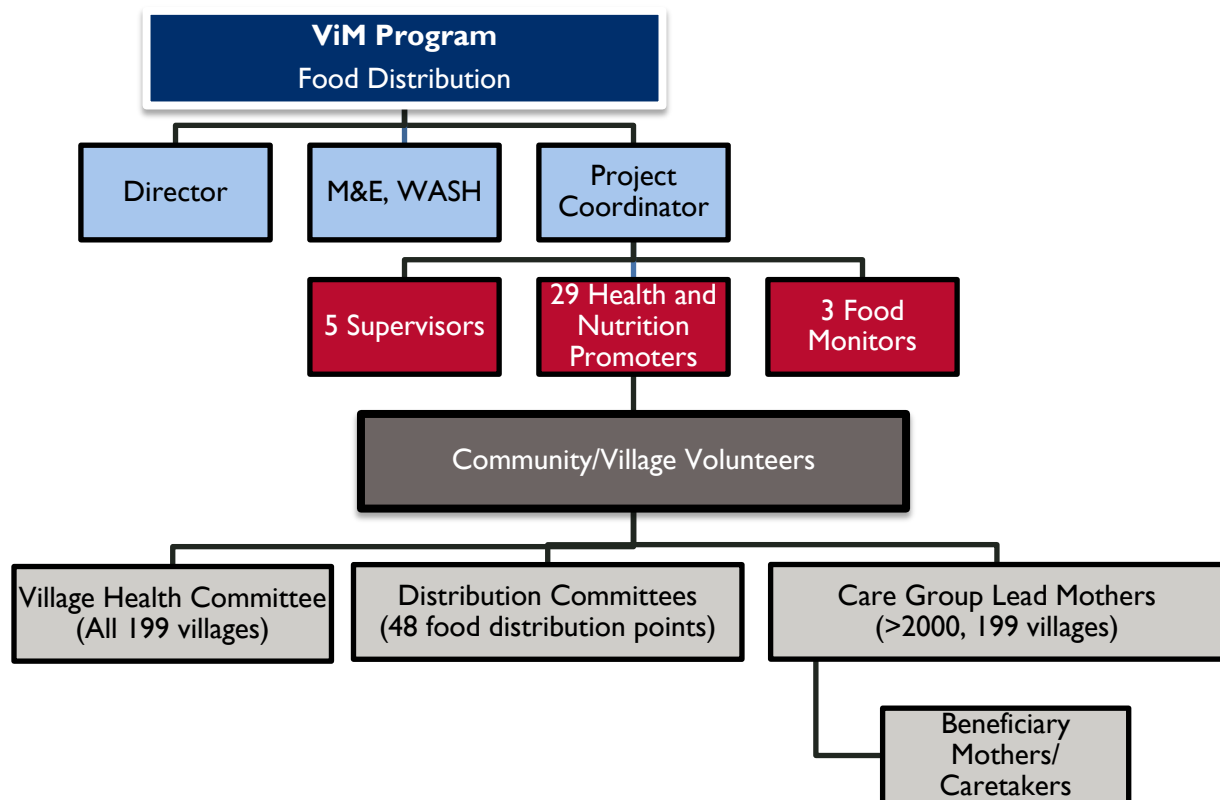 ViM Program
Food Distribution
Director
M&E, WASH
Project
Coordinator
5 Supervisors
29 Health and
Nutrition
Promoters
3 Food
Monitors
Community/Village Volunteers
Village Health Committee
(All 199 villages)
Distribution Committees
(48 food distribution points)
Care Group Lead Mothers
(>2000, 199 villages)
Beneficiary
Mothers/
Caretakers